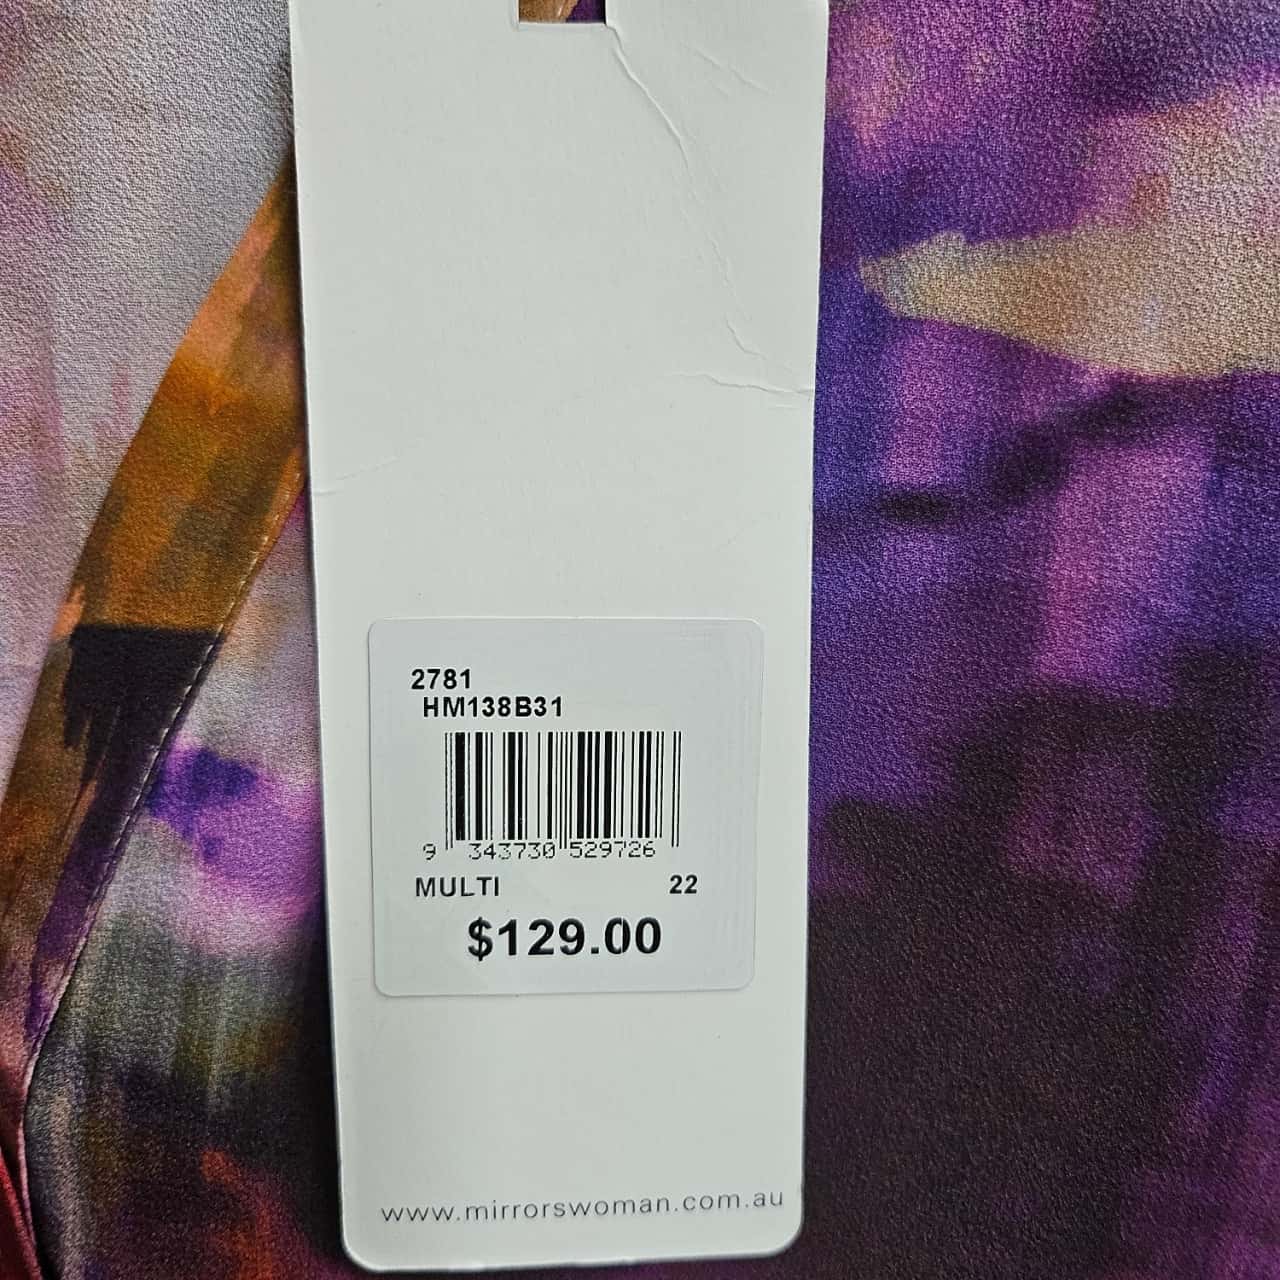 2781
HM138B31
9 343730 529726
MULTI 22
$129.00
www.mirrorswoman.com.au